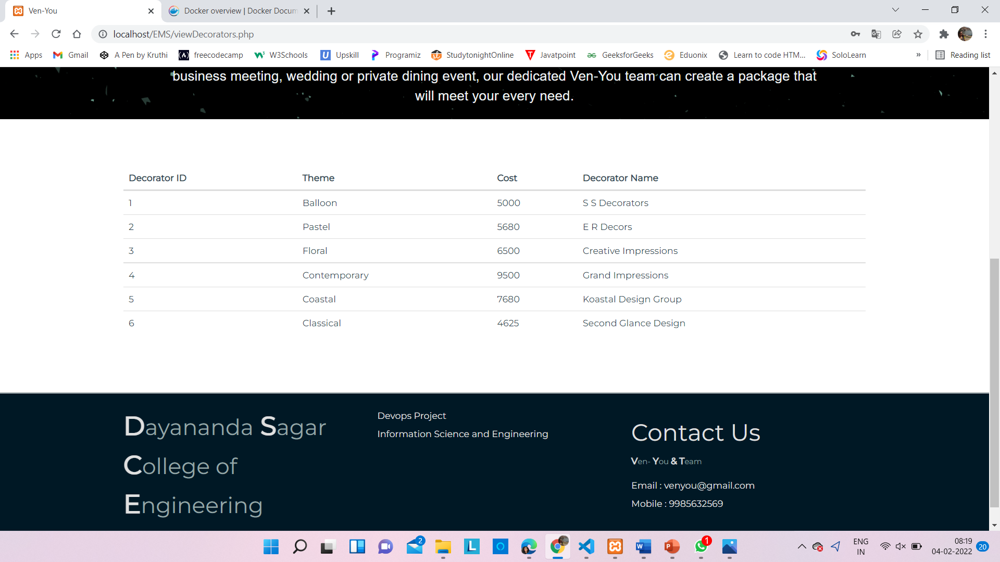 Ven-You
Docker overview | Docker Docum
localhost/EMS/viewDecorators.php
Apps Gmail A Pen by Kruthi freecodecamp W3Schools Upskill Programiz StudytonightOnline Javatpoint GeeksforGeeks Eduonix Learn to code HTM... SoloLearn » Reading list
business meeting, wedding or private dining event, our dedicated Ven-You team can create a package that
will meet your every need.
Decorator ID Theme Cost Decorator Name
1 Balloon 5000 S S Decorators
2 Pastel 5680 E R Decors
3 Floral 6500 Creative Impressions
4 Contemporary 9500 Grand Impressions
5 Coastal 7680 Koastal Design Group
6 Classical 4625 Second Glance Design
Dayananda Sagar
College of
Engineering
Devops Project
Information Science and Engineering
Contact Us
Ven- You & Team
Email : venyou@gmail.com
Mobile : 9985632569
2
L
W
P
1
ENG
IN
08:19
04-02-2022
20